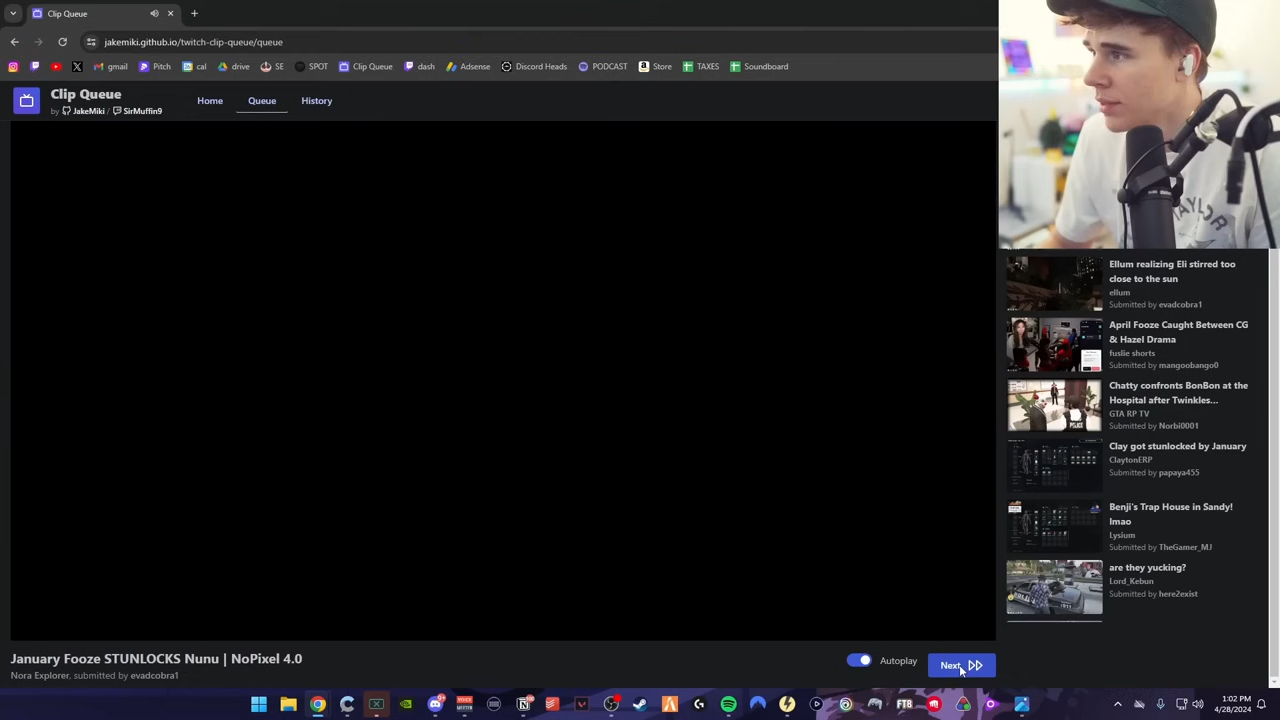 Clip Queue
jakemiki.github.io/twitch-clip-queue/queue
gmail
Pitch
cal
drive
SE
Clip Queue
Adsense
Discord Heads
PODCAST
Store
TAXES
Soundboard
Clip Queue
by JakeMiki / SirMuffin9
Home
Queue
History
Ellum realizing Eli stirred too
close to the sun
ellum
Submitted by evadcobra1
April Fooze Caught Between CG
& Hazel Drama
fuslie shorts
Submitted by mangoobango0
Chatty confronts BonBon at the
Hospital after Twinkles...
GTA RP TV
Submitted by Norbi0001
Clay got stunlocked by January
ClaytonERP
Submitted by papaya455
Benji's Trap House in Sandy!
lmao
Lysium
Submitted by TheGamer_MJ
are they yucking?
Lord_Kebun
Submitted by here2exist
January Fooze STUNLOCKS Nunu | NoPixel 4.0
Nora Explorer, submitted by evadcobra1
Autoplay
Next
1:02 PM
4/28/2024